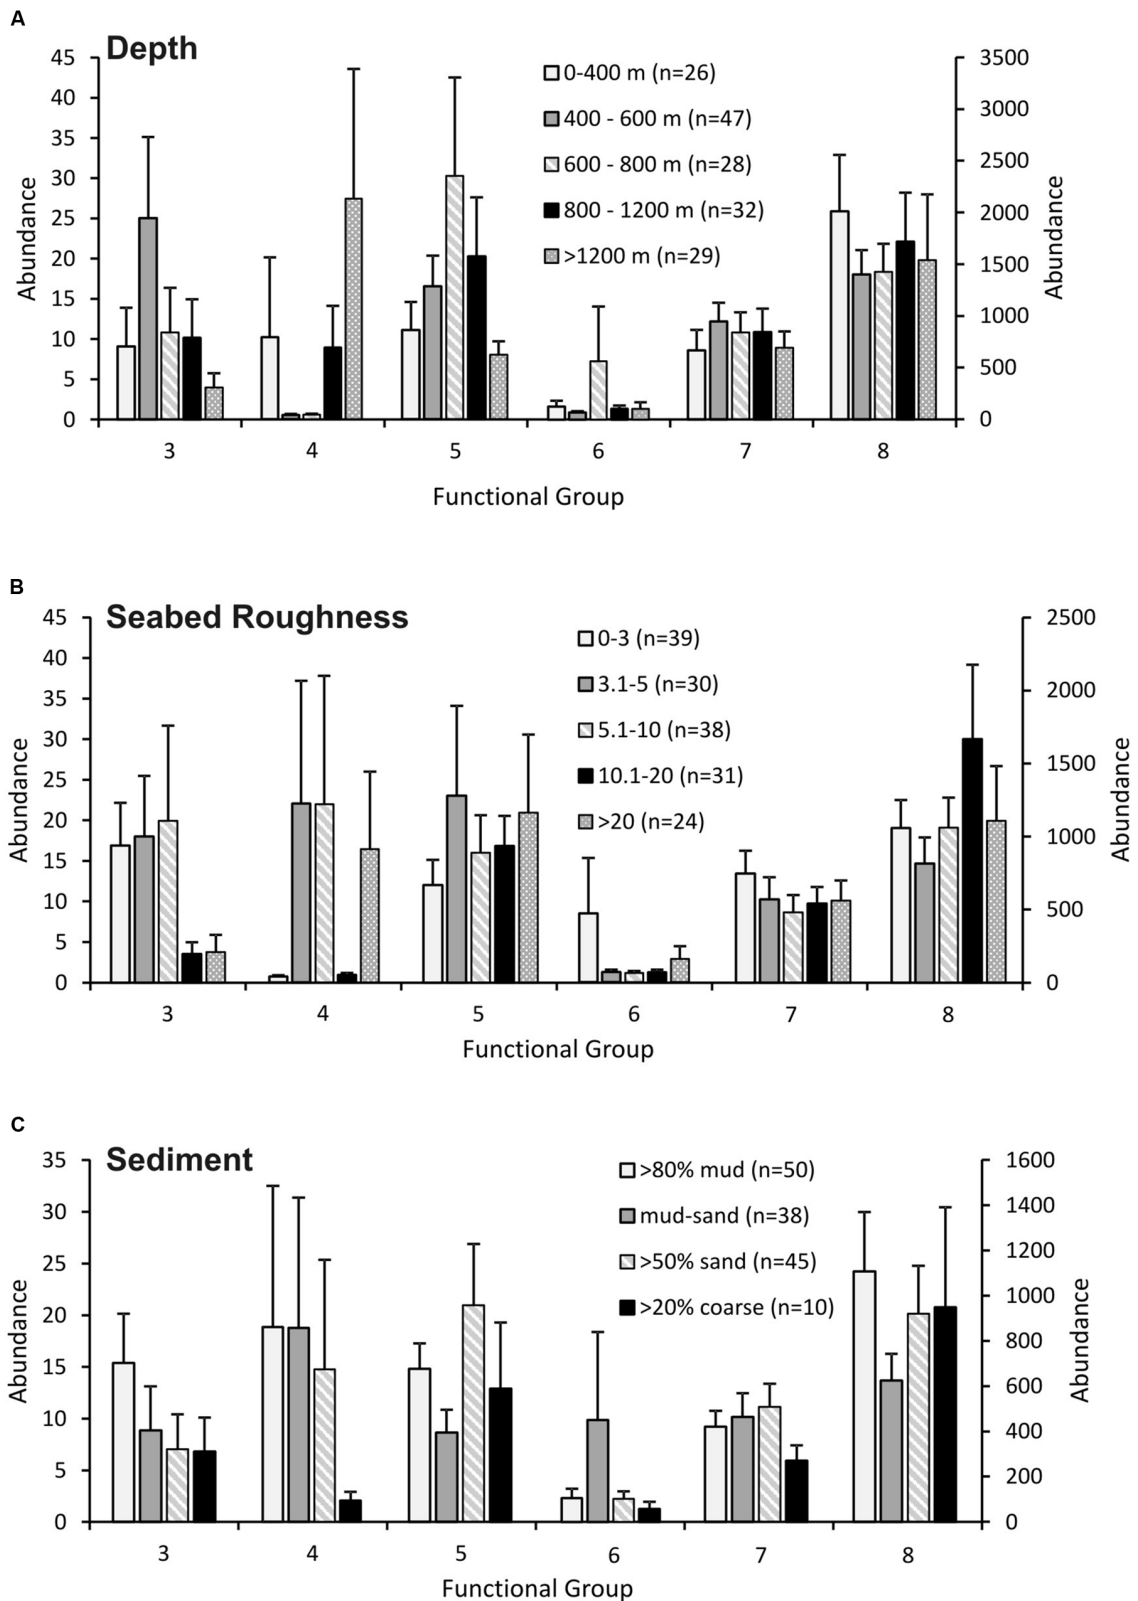 A
Depth
45
40
35
30
25
20
15
10
5
0
Abundance
0-400 m (n=26)
400 - 600 m (n=47)
600 - 800 m (n=28)
800 - 1200 m (n=32)
>1200 m (n=29)
3500
3000
2500
2000
1500
1000
500
0
Abundance
3 4 5 6 7 8
Functional Group
B
Seabed Roughness
45
40
35
30
25
20
15
10
5
0
Abundance
0-3 (n=39)
3.1-5 (n=30)
5.1-10 (n=38)
10.1-20 (n=31)
>20 (n=24)
2500
2000
1500
1000
500
0
Abundance
3 4 5 6 7 8
Functional Group
C
Sediment
35
30
25
20
15
10
5
0
Abundance
>80% mud (n=50)
mud-sand (n=38)
>50% sand (n=45)
>20% coarse (n=10)
1600
1400
1200
1000
800
600
400
200
0
Abundance
3 4 5 6 7 8
Functional Group